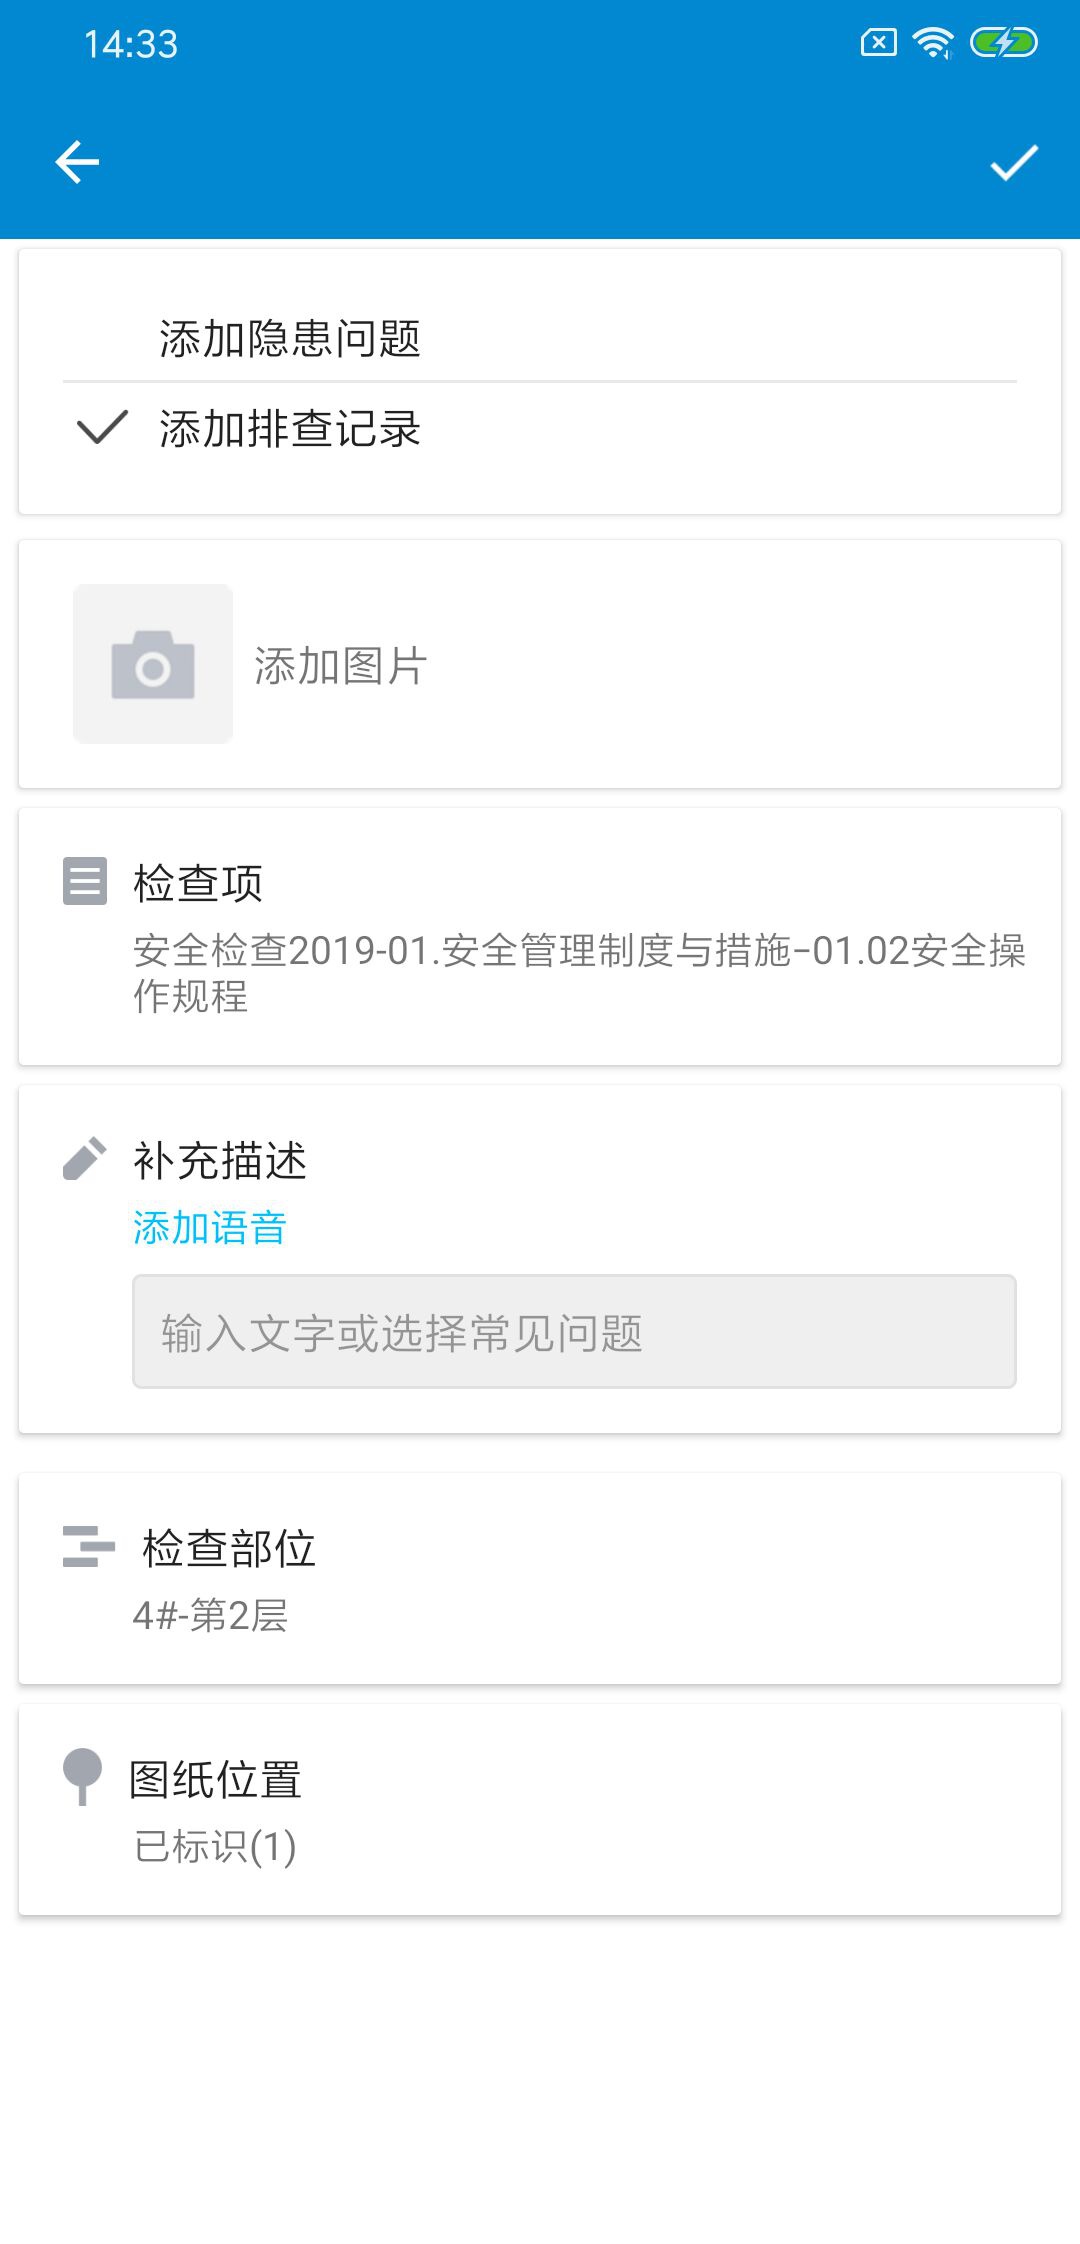 14:33
添加隐患问题
添加排查记录
添加图片
检查项
安全检查2019-01.安全管理制度与措施-01.02安全操
作规程
补充描述
添加语音
输入文字或选择常见问题
检查部位
4#-第2层
图纸位置
已标识(1)